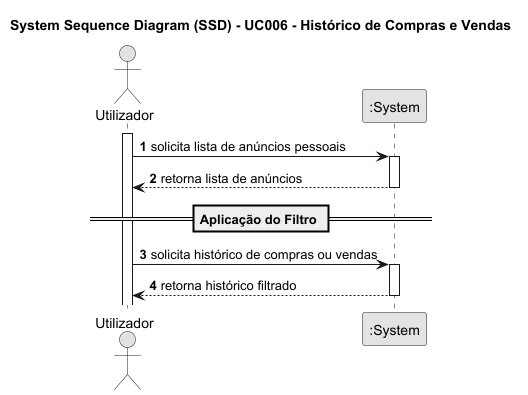 System Sequence Diagram (SSD) - UC006 - Histórico de Compras e Vendas
Utilizador
:System
1 solicita lista de anúncios pessoais
2 retorna lista de anúncios
Aplicação do Filtro
3 solicita histórico de compras ou vendas
4 retorna histórico filtrado
Utilizador
:System